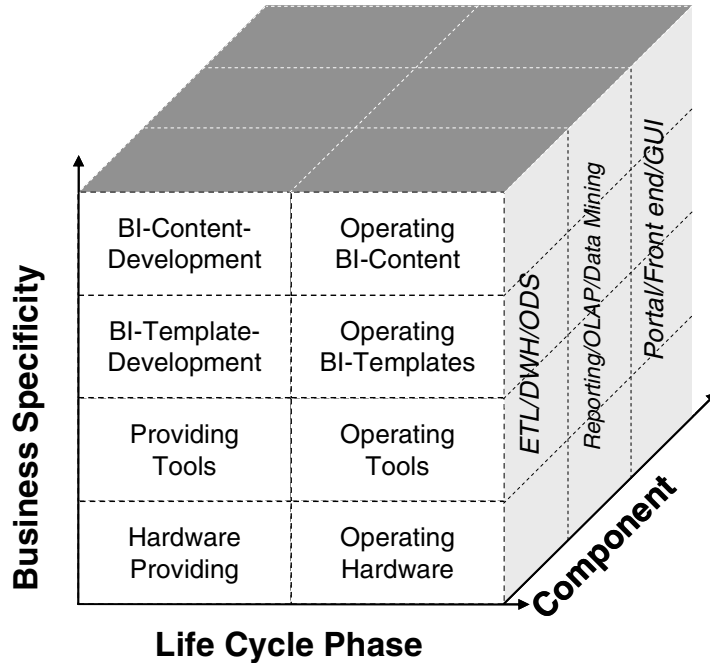 BI-Content-
Development
Operating
BI-Content
BI-Template-
Development
Operating
BI-Templates
Providing
Tools
Operating
Tools
Hardware
Providing
Operating
Hardware
ETL/DWH/ODS
Reporting/OLAP/Data Mining
Portal/Front end/GUI
Business Specificity
Life Cycle Phase
Component